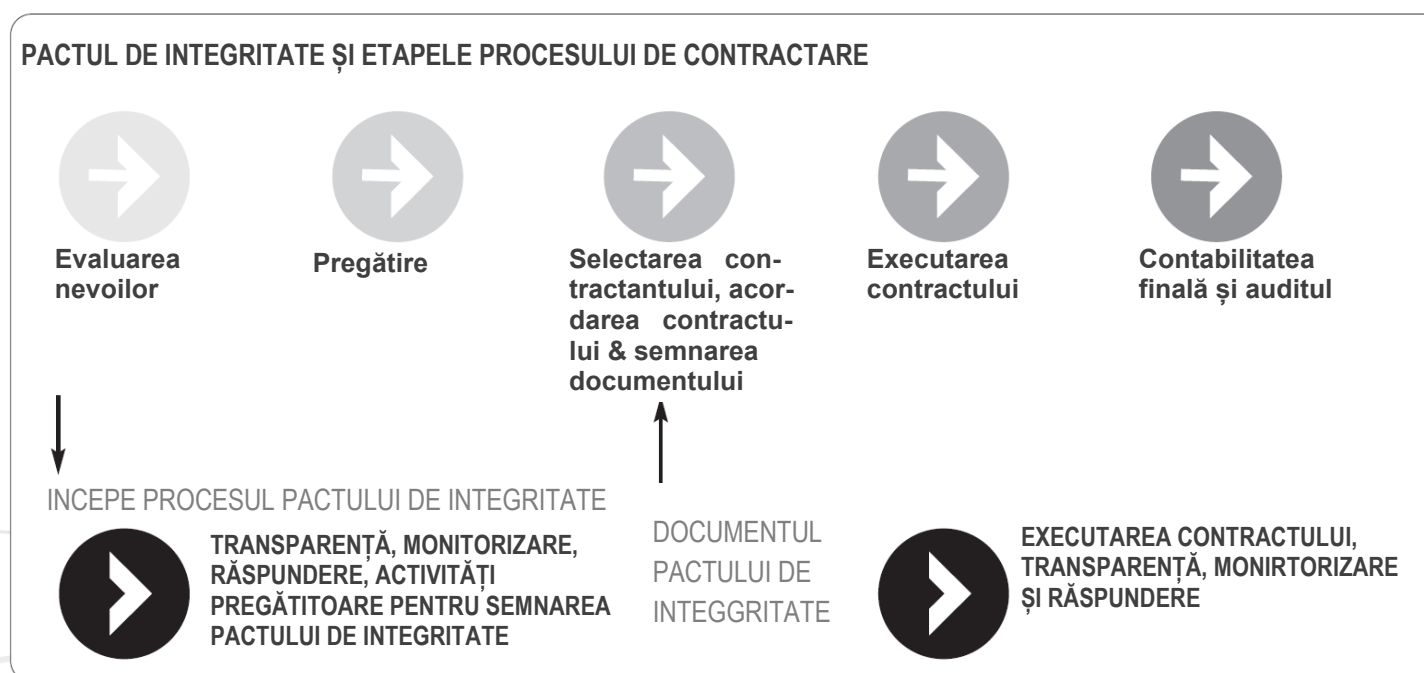 PACTUL DE INTEGRITATE ȘI ETAPELE PROCESULUI DE CONTRACTARE
Evaluarea
nevoilor
Pregătire
Selectarea con-
tractantului, acor-
darea contractu-
lui & semnarea
documentului
Executarea
contractului
Contabilitatea
finală și auditul
INCEPE PROCESUL PACTULUI DE INTEGRITATE
TRANSPARENȚĂ, MONITORIZARE,
RĂSPUNDERE, ACTIVITĂȚI
PREGĂTITOARE PENTRU SEMNAREA
PACTULUI DE INTEGRITATE
DOCUMENTUL
PACTULUI DE
INTEGGRITATE
EXECUTAREA CONTRACTULUI,
TRANSPARENȚĂ, MONIRTORIZARE
ȘI RĂSPUNDERE